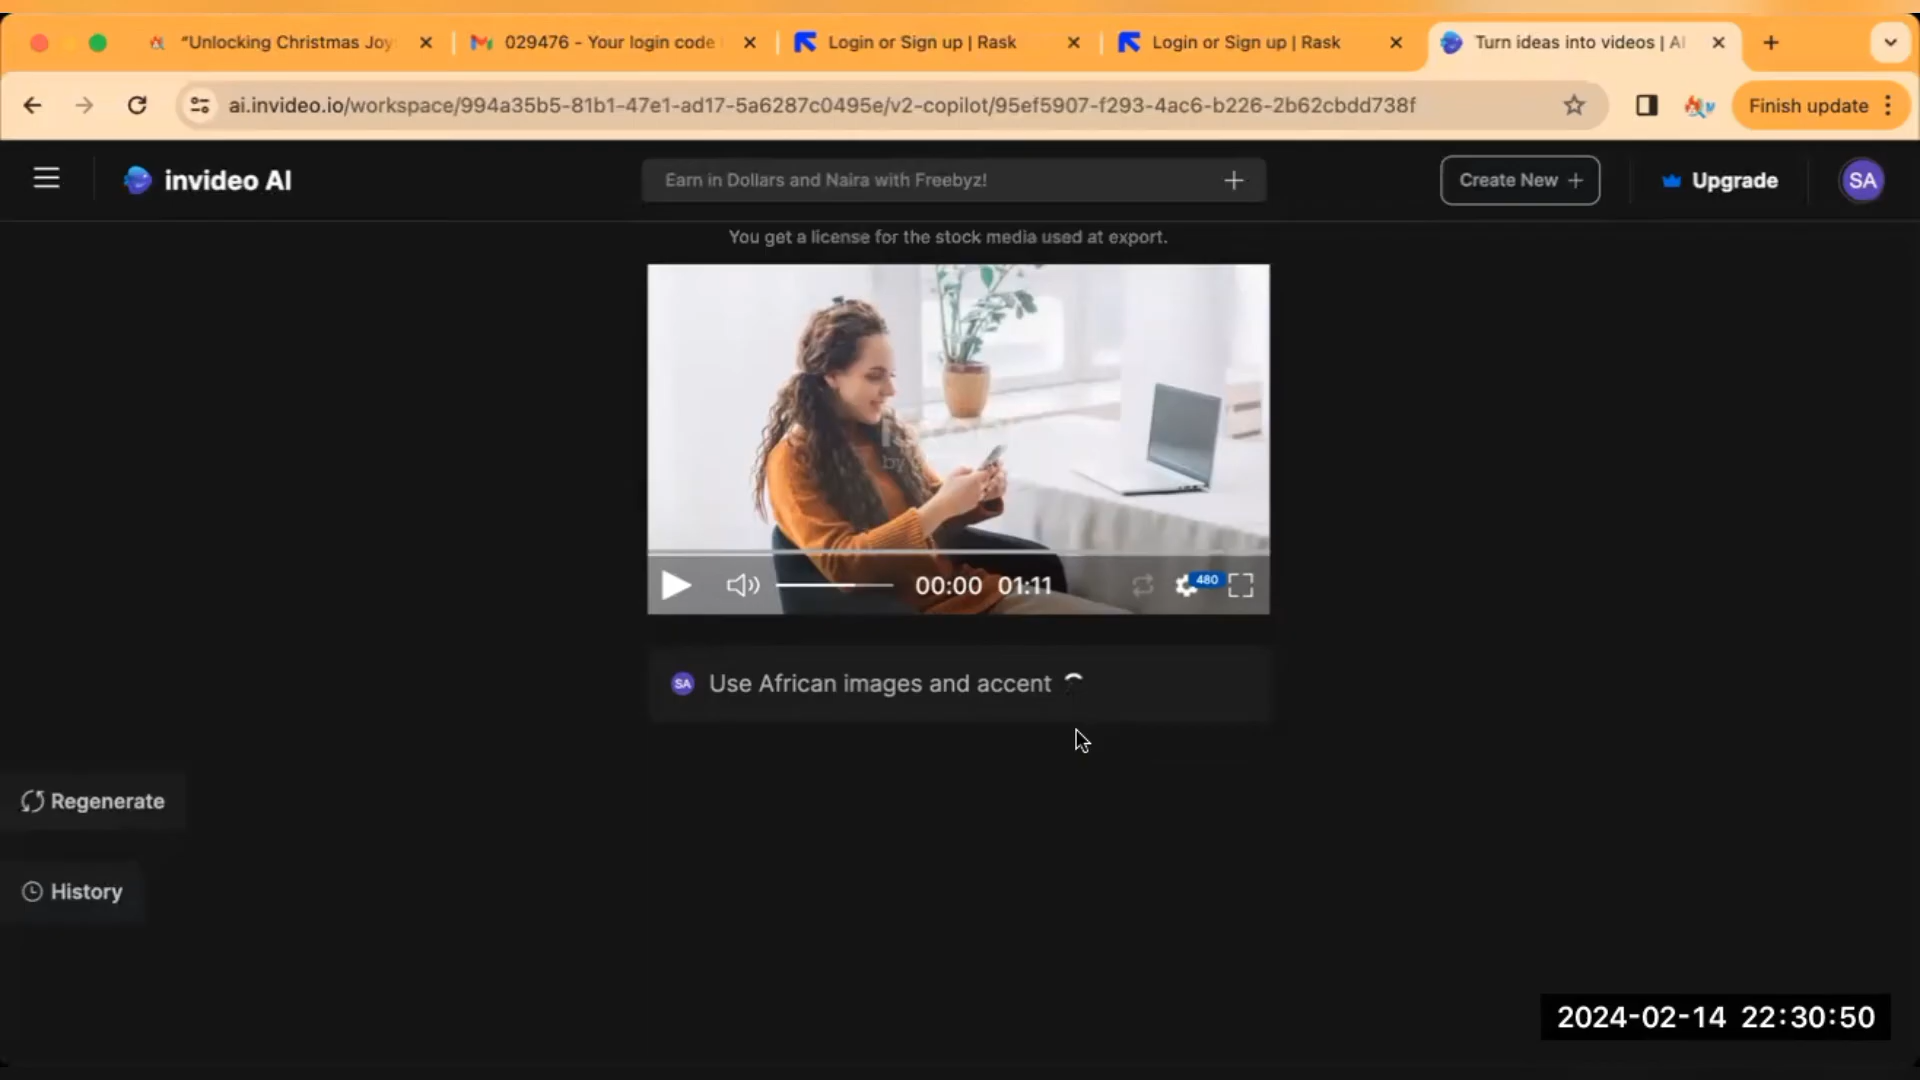 "Unlocking Christmas Joy
029476 - Your login code
Login or Sign up | Rask
Login or Sign up | Rask
Turn ideas into videos | AI
ai.invideo.io/workspace/994a35b5-81b1-47e1-ad17-5a6287c0495e/v2-copilot/95ef5907-f293-4ac6-b226-2b62cbdd738f
Finish update
invideo AI
Earn in Dollars and Naira with Freebyz!
Create New +
Upgrade
SA
You get a license for the stock media used at export.
by
00:00 01:11
480
SA Use African images and accent
Regenerate
History
2024-02-14 22:30:50